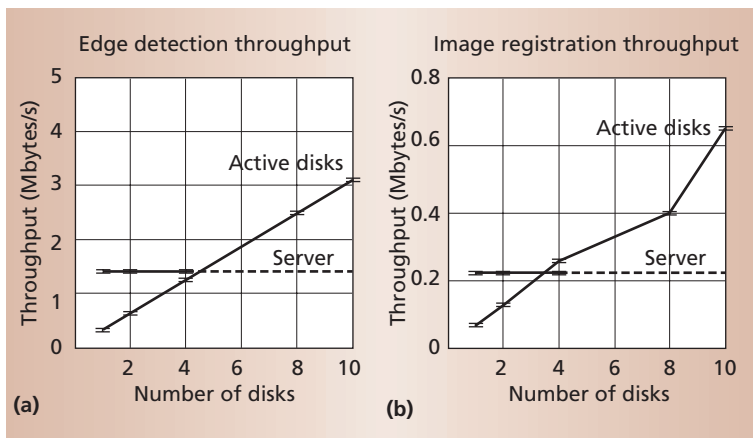 Edge detection throughput
5
4
3
2
1
0
Throughput (Mbytes/s)
Active disks
Server
2 4 6 8 10
Number of disks
(a)
Image registration throughput
0.8
0.6
0.4
0.2
0
Throughput (Mbytes/s)
Active disks
Server
2 4 6 8 10
Number of disks
(b)